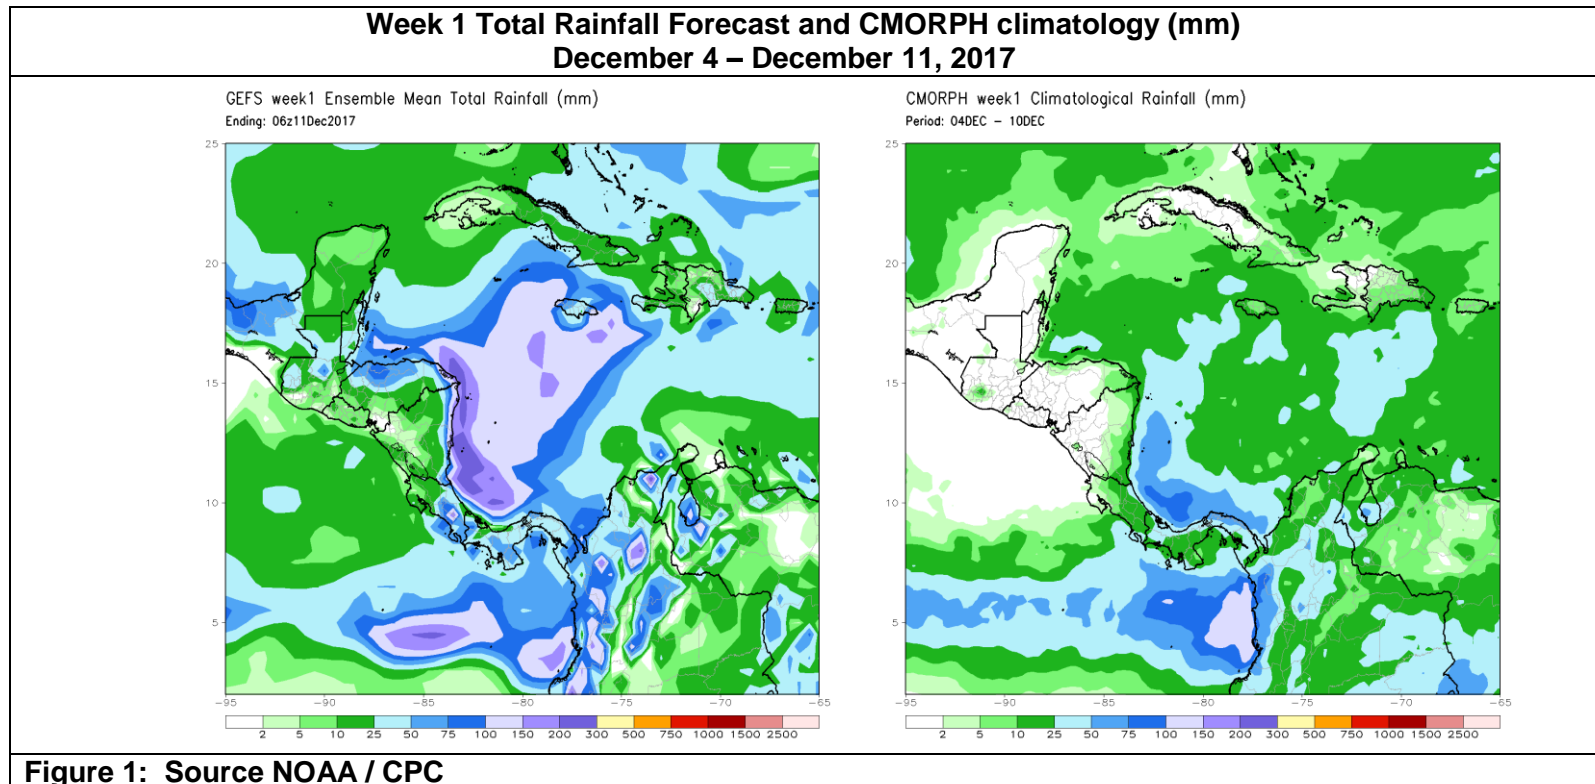 Week 1 Total Rainfall Forecast and CMORPH climatology (mm)
December 4 – December 11, 2017
GEFS week1 Ensemble Mean Total Rainfall (mm)
Ending: 06z11Dec2017
CMORPH week1 Climatological Rainfall (mm)
Period: 04DEC – 10DEC
25
20
15
10
5
-95 -90 -85 -80 -75 -70 -65
2 5 10 25 50 75 100 150 200 300 500 750 1000 1500 2500
25
20
15
10
5
-95 -90 -85 -80 -75 -70 -65
2 5 10 25 50 75 100 150 200 300 500 750 1000 1500 2500
Figure 1: Source NOAA / CPC